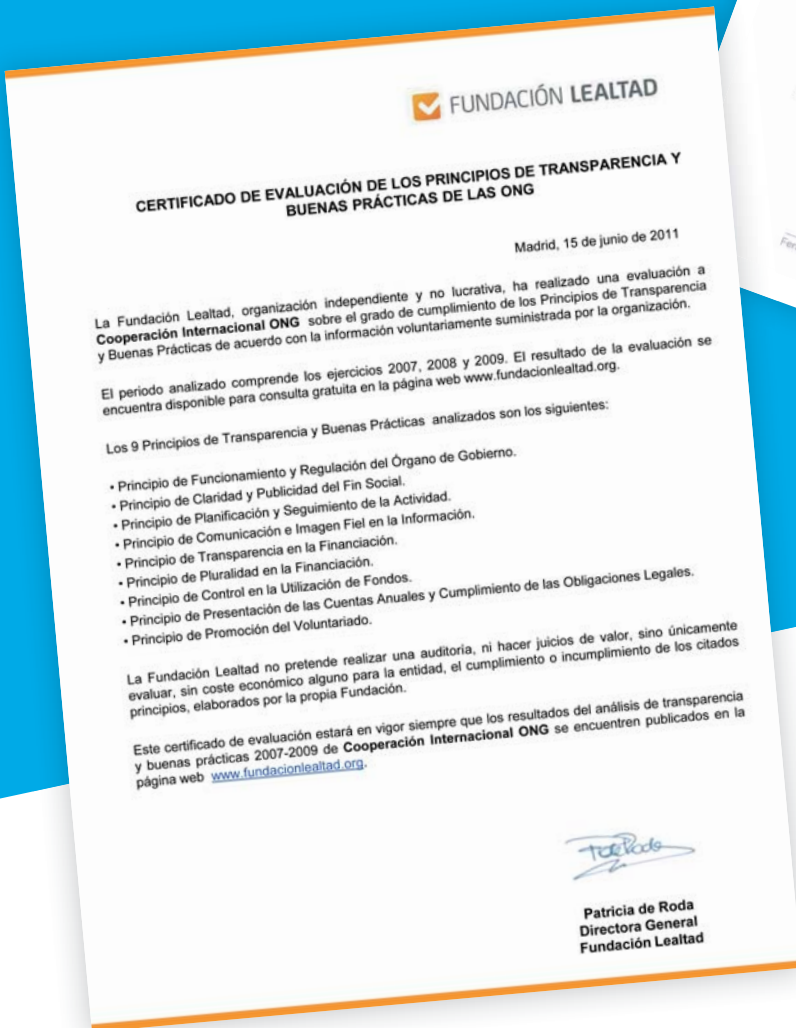 FUNDACIÓN LEALTAD
CERTIFICADO DE EVALUACIÓN DE LOS PRINCIPIOS DE TRANSPARENCIA Y
BUENAS PRÁCTICAS DE LAS ONG
Madrid, 15 de junio de 2011
La Fundación Lealtad, organización independiente y no lucrativa, ha realizado una evaluación a
Cooperación Internacional ONG sobre el grado de cumplimiento de los Principios de Transparencia
y Buenas Prácticas de acuerdo con la información voluntariamente suministrada por la organización.
El periodo analizado comprende los ejercicios 2007, 2008 y 2009. El resultado de la evaluación se
encuentra disponible para consulta gratuita en la página web www.fundacionlealtad.org.
Los 9 Principios de Transparencia y Buenas Prácticas analizados son los siguientes:
• Principio de Funcionamiento y Regulación del Órgano de Gobierno.
• Principio de Claridad y Publicidad del Fin Social.
• Principio de Planificación y Seguimiento de la Actividad.
• Principio de Comunicación e Imagen Fiel en la Información.
• Principio de Transparencia en la Financiación.
• Principio de Pluralidad en la Financiación.
• Principio de Control en la Utilización de Fondos.
• Principio de Presentación de las Cuentas Anuales y Cumplimiento de las Obligaciones Legales.
• Principio de Promoción del Voluntariado.
La Fundación Lealtad no pretende realizar una auditoría, ni hacer juicios de valor, sino únicamente
evaluar, sin coste económico alguno para la entidad, el cumplimiento o incumplimiento de los citados
principios, elaborados por la propia Fundación.
Este certificado de evaluación estará en vigor siempre que los resultados del análisis de transparencia
y buenas prácticas 2007-2009 de Cooperación Internacional ONG se encuentren publicados en la
página web www.fundacionlealtad.org.
Patricia de Roda
Directora General
Fundación Lealtad